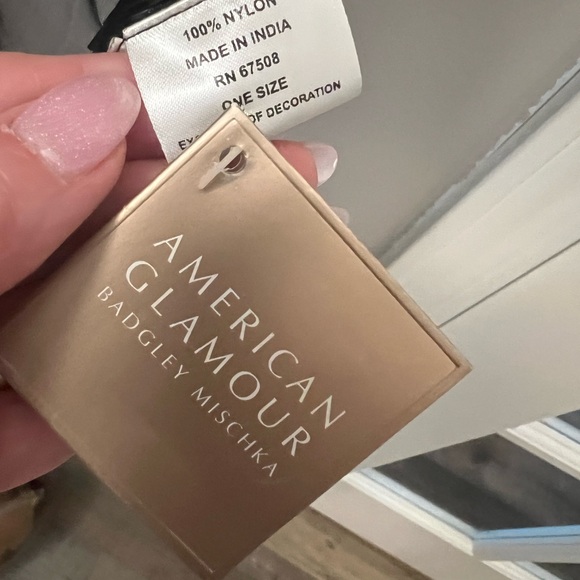 100% NYLON
MADE IN INDIA
RN 67508
ONE SIZE
OF DECORATION
AMERICAN
GLAMOUR
BADGLEY MISCHKA